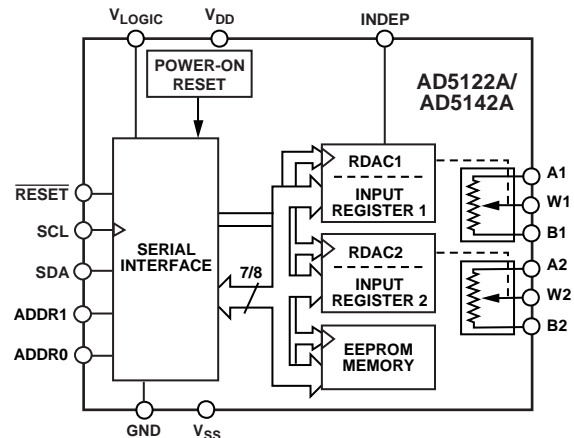 VLOGIC
VDD
INDEP
POWER-ON
RESET
AD5122A/
AD5142A
RDAC1
INPUT
REGISTER 1
A1
W1
B1
RESET
SCL
SDA
ADDR1
ADDR0
SERIAL
INTERFACE
7/8
RDAC2
INPUT
REGISTER 2
A2
W2
B2
EEPROM
MEMORY
GND
VSS